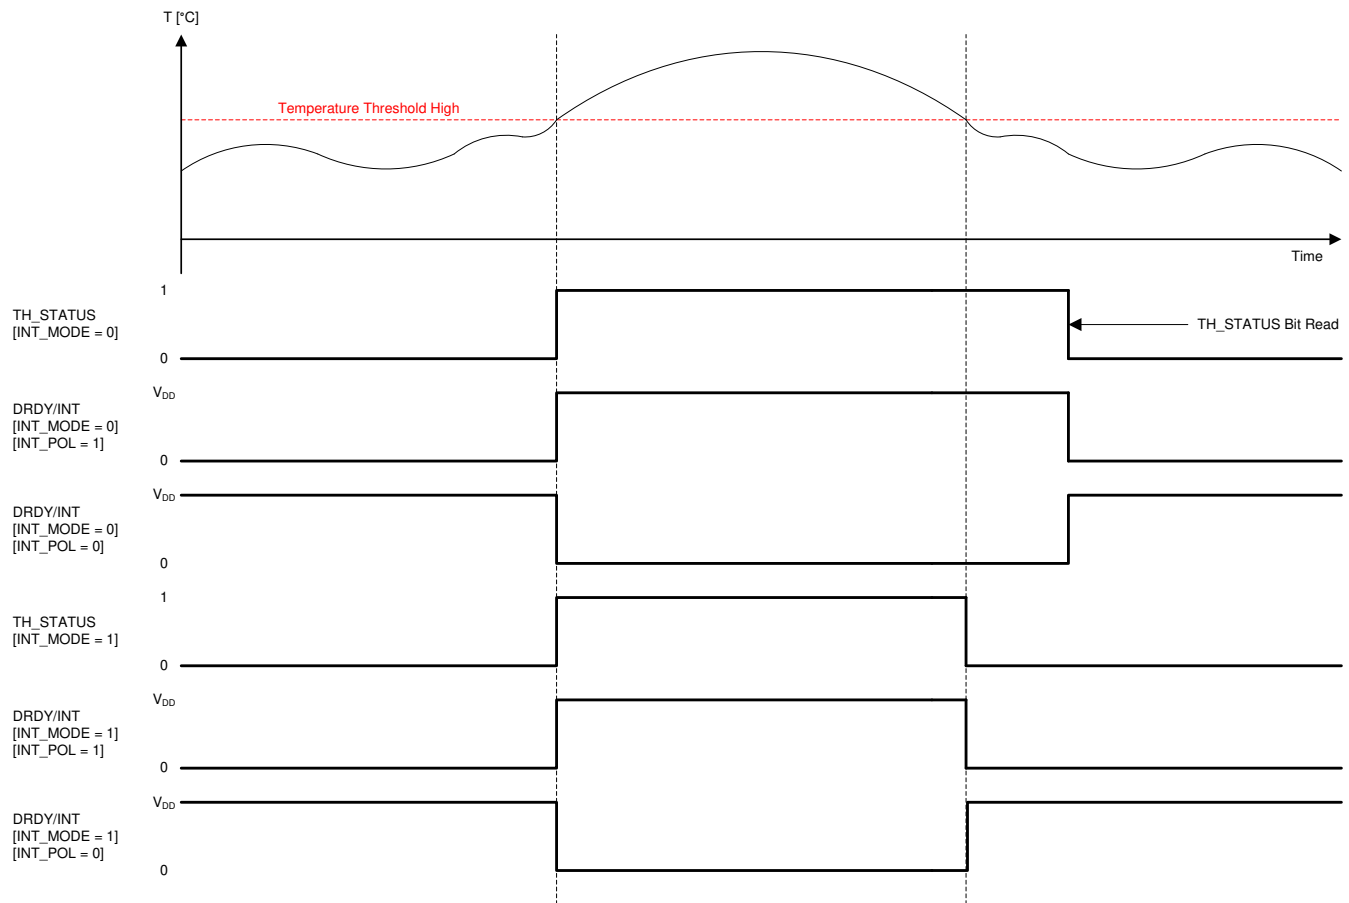 T [°C]
Temperature Threshold High
Time
1
TH_STATUS
[INT_MODE = 0]
TH_STATUS Bit Read
0
VDD
DRDY/INT
[INT_MODE = 0]
[INT_POL = 1]
0
VDD
DRDY/INT
[INT_MODE = 0]
[INT_POL = 0]
0
1
TH_STATUS
[INT_MODE = 1]
0
VDD
DRDY/INT
[INT_MODE = 1]
[INT_POL = 1]
0
VDD
DRDY/INT
[INT_MODE = 1]
[INT_POL = 0]
0